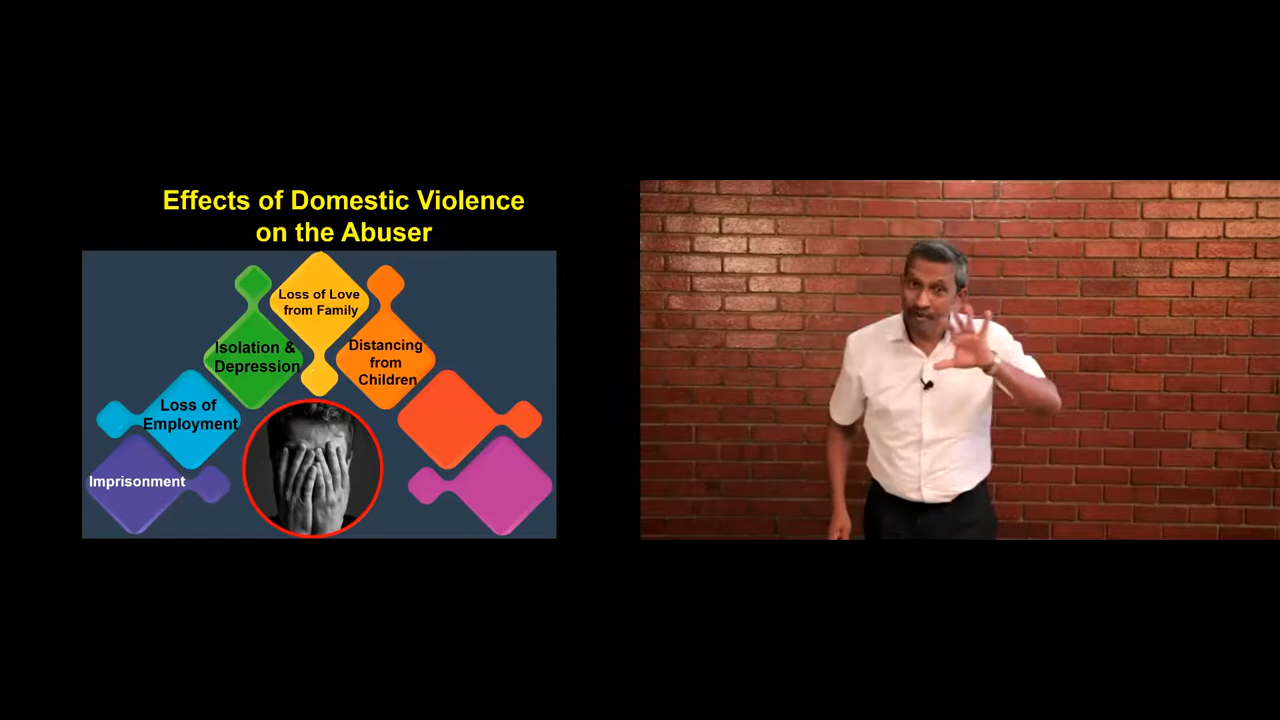 Effects of Domestic Violence
on the Abuser
Loss of Love
from Family
Isolation &
Depression
Distancing
from
Children
Loss of
Employment
Imprisonment